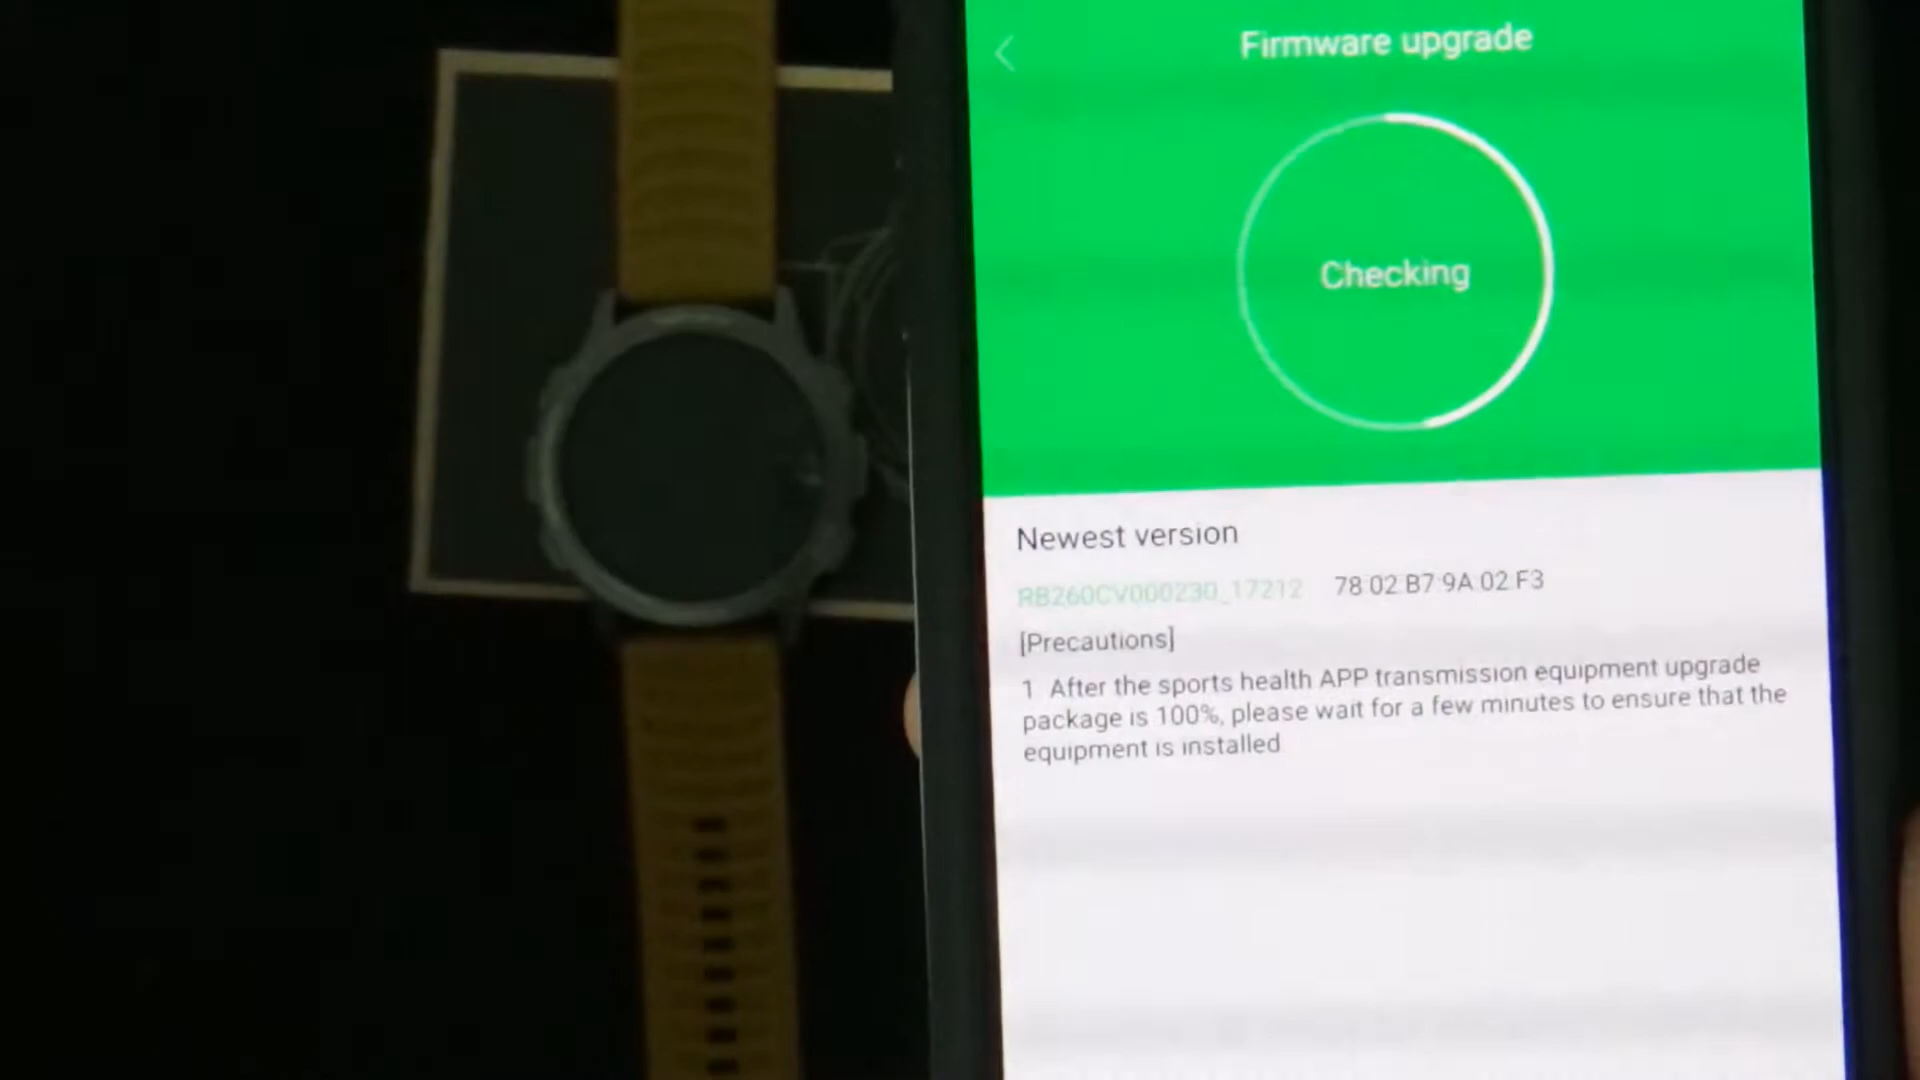 Firmware upgrade
Checking
Newest version
RB260CV000230_17212 78:02:B7:9A:02:F3
[Precautions]
1. After the sports health APP transmission equipment upgrade
package is 100%, please wait for a few minutes to ensure that the
equipment is installed